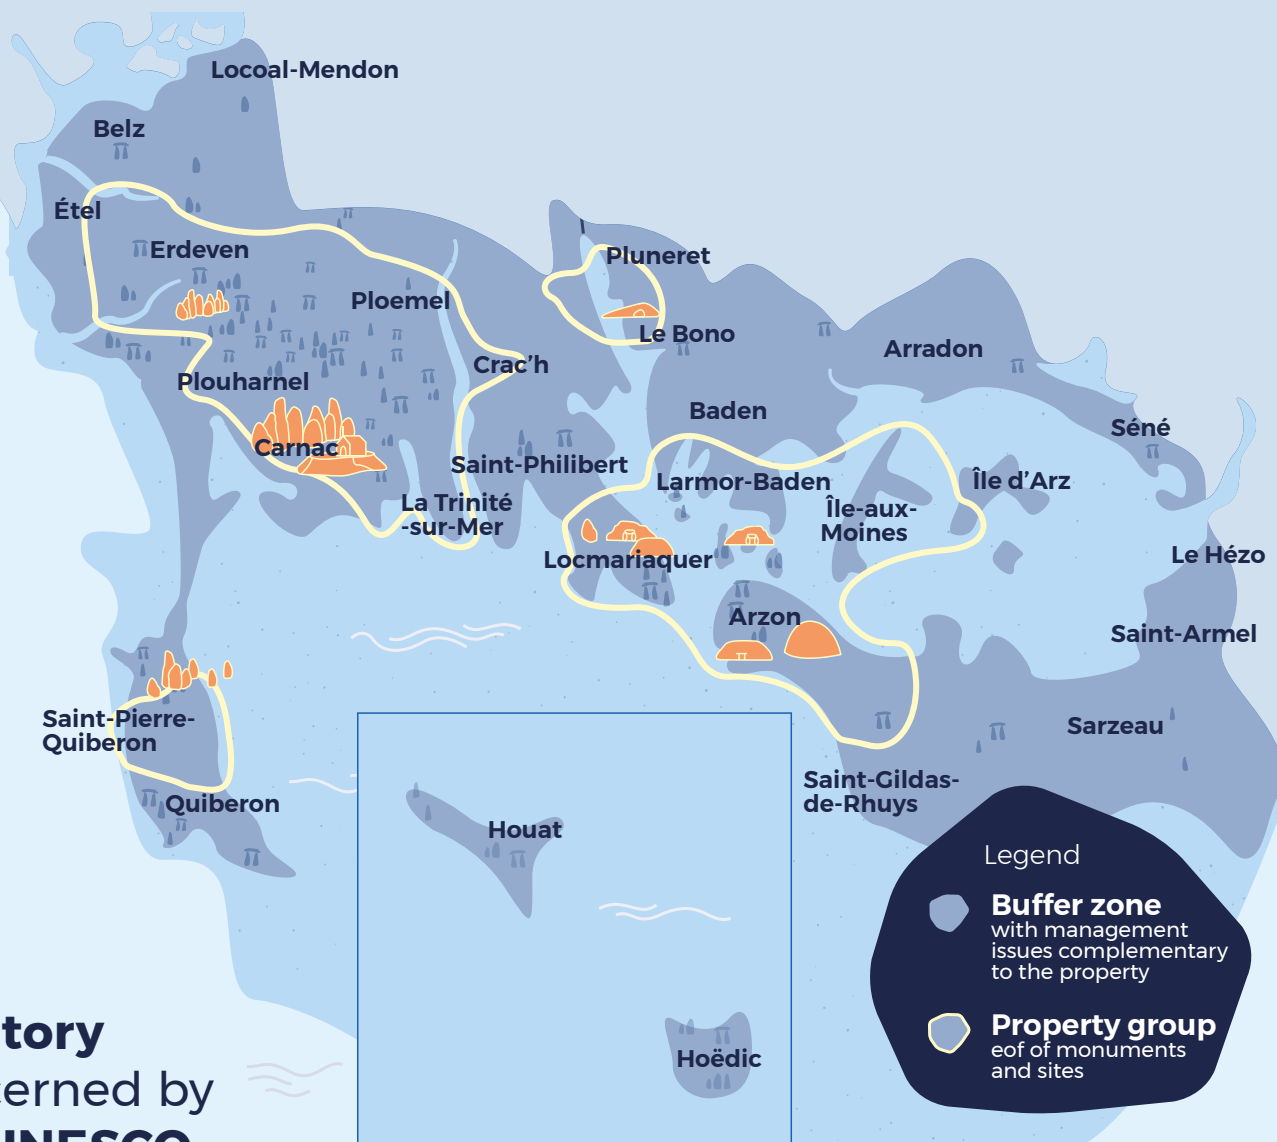 Locoal-Mendon
Belz
Étel
Erdeven
Pluneret
Ploemel
Le Bono
Arradon
Crac’h
Plouharnel
Baden
Séné
Carnac
Saint-Philibert
Larmor-Baden
Île d’Arz
La Trinité
-sur-Mer
Île-aux-
Moines
Locmariaquer
Le Hézo
Arzon
Saint-Armel
Saint-Pierre-
Quiberon
Sarzeau
Quiberon
Saint-Gildas-
de-Rhuys
Houat
Hoëdic
Legend
Buffer zone
with management
issues complementary
to the property
Property group
eof of monuments
and sites
tory
cerned by
UNESCO